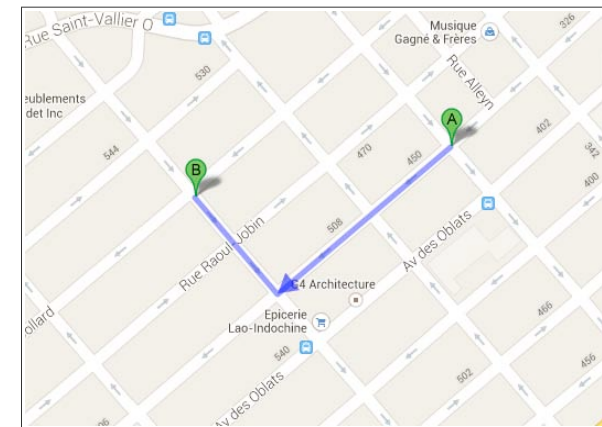 Rue Saint-Vallier O
Musique
Gagné & Frères
326
Rue Alleyn
530
eublements
det Inc
A
402
342
544
470
450
400
B
508
Rue Raoul-Jobin
Av des Oblats
C4 Architecture
Epicerie
Lao-Indochine
466
ollard
540
456
502
Av des Oblats
06